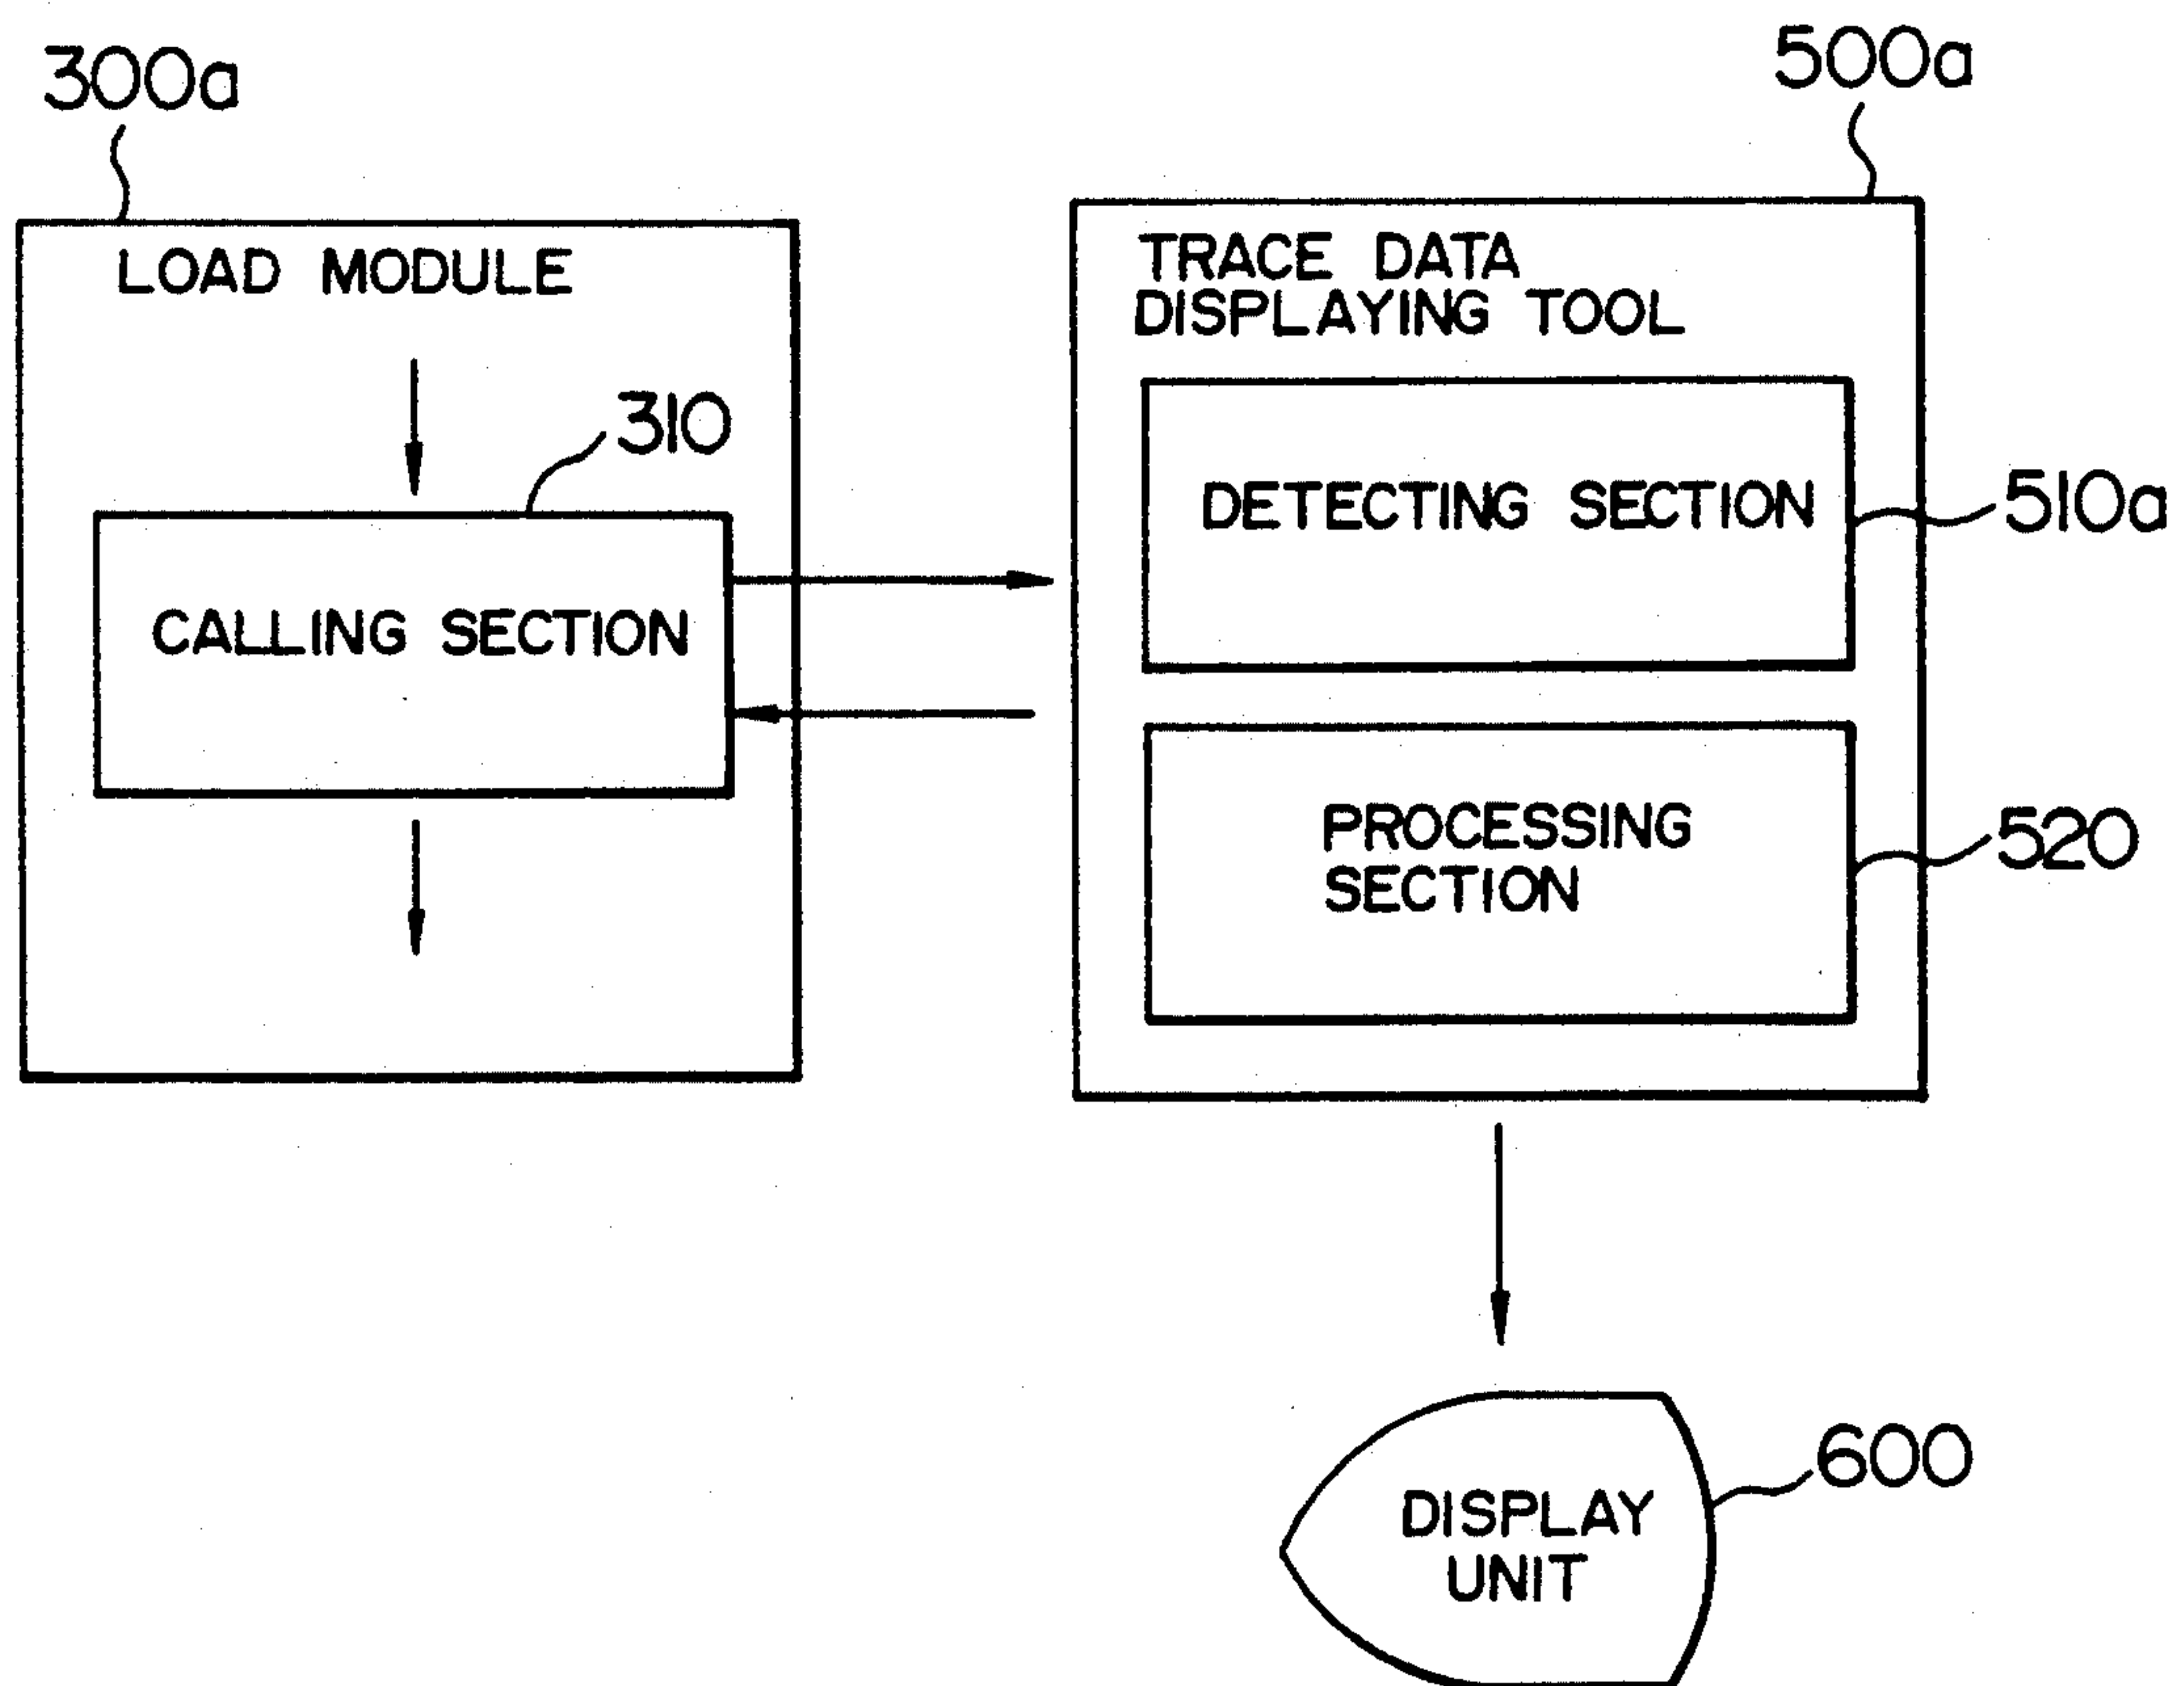 300a
500a
LOAD MODULE
TRACE DATA
DISPLAYING TOOL
310
DETECTING SECTION
510a
CALLING SECTION
PROCESSING
SECTION
520
600
DISPLAY
UNIT